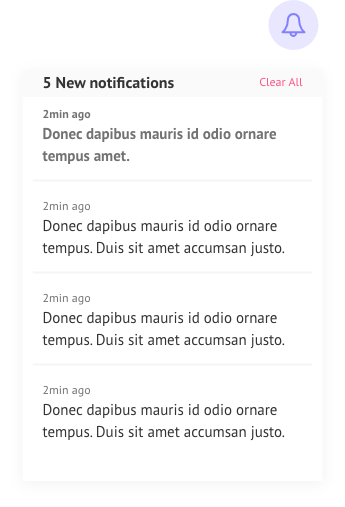 5 New notifications Clear All
2min ago
Donec dapibus mauris id odio ornare
tempus amet.
2min ago
Donec dapibus mauris id odio ornare
tempus. Duis sit amet accumsan justo.
2min ago
Donec dapibus mauris id odio ornare
tempus. Duis sit amet accumsan justo.
2min ago
Donec dapibus mauris id odio ornare
tempus. Duis sit amet accumsan justo.